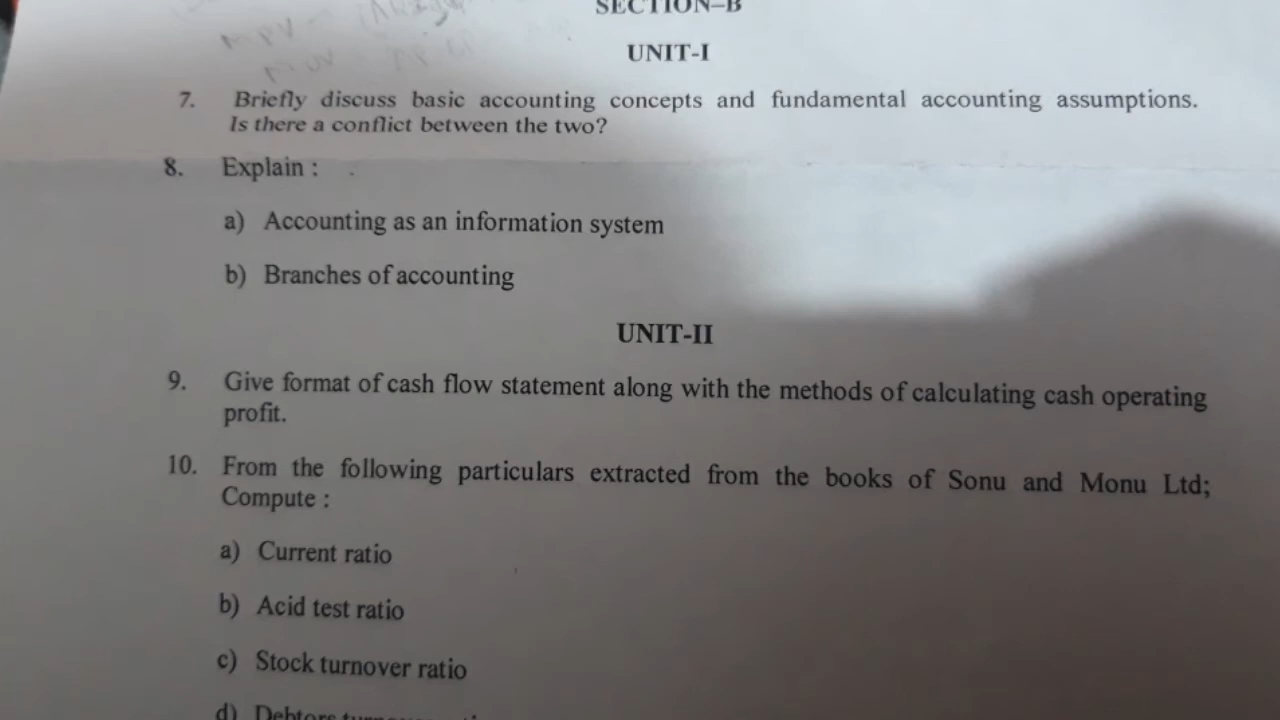 SECTION–B
UNIT-I
7. Briefly discuss basic accounting concepts and fundamental accounting assumptions.
Is there a conflict between the two?
8. Explain :
a) Accounting as an information system
b) Branches of accounting
UNIT-II
9. Give format of cash flow statement along with the methods of calculating cash operating
profit.
10. From the following particulars extracted from the books of Sonu and Monu Ltd;
Compute :
a) Current ratio
b) Acid test ratio
c) Stock turnover ratio
d) Debtors